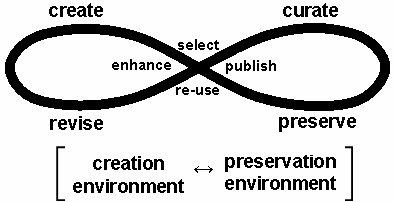 create curate
select
enhance publish
re-use
revise preserve
creation ↔ preservation
environment environment